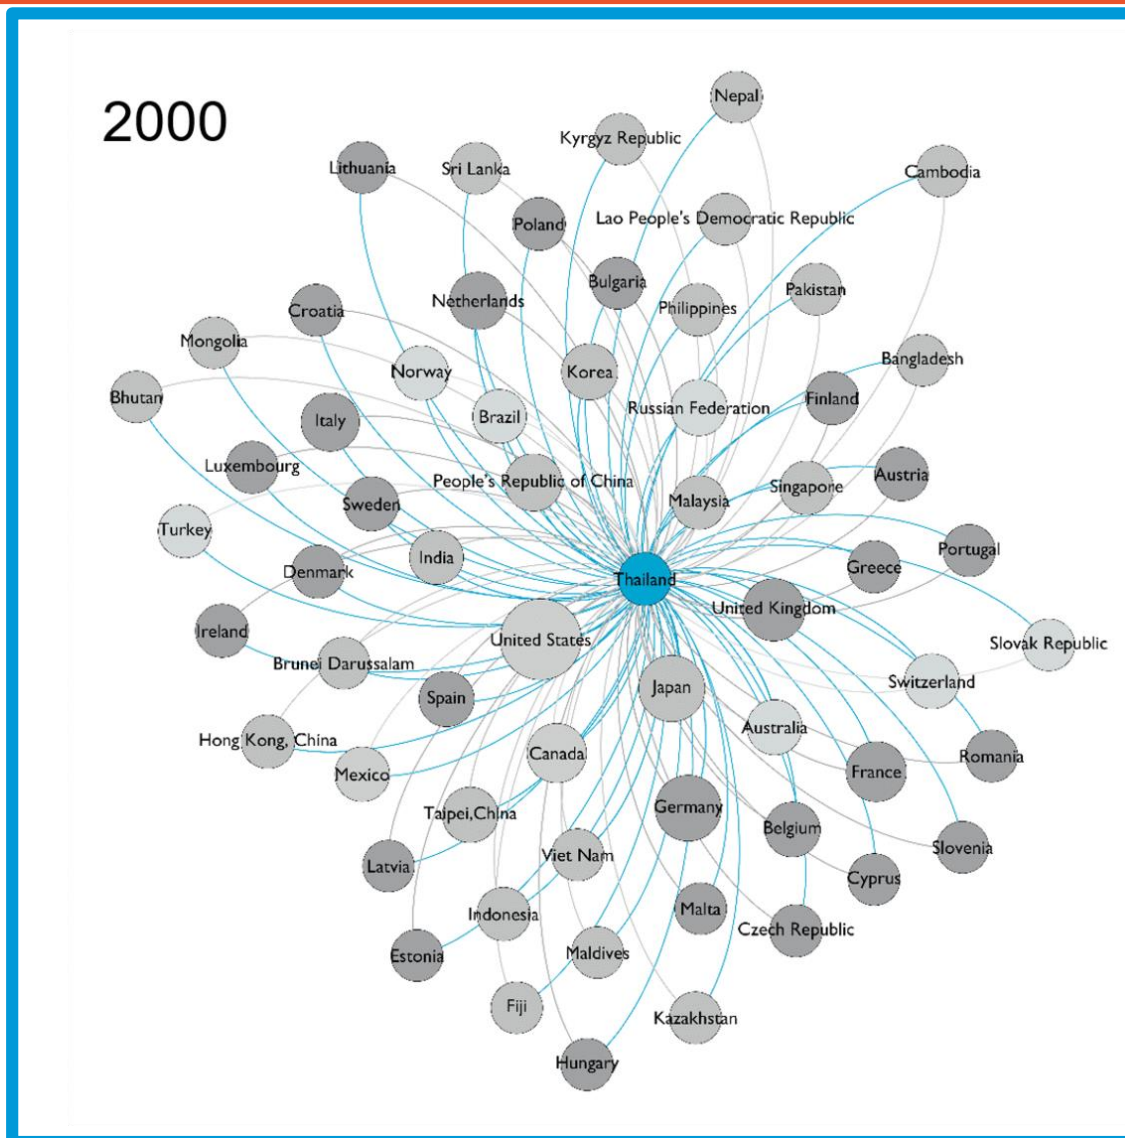 2000
Nepal
Kyrgyz Republic
Lithuania
Sri Lanka
Cambodia
Lao People's Democratic Republic
Poland
Bulgaria
Pakistan
Netherlands
Philippines
Croatia
Mongolia
Bangladesh
Norway
Korea
Bhutan
Russian Federation
Finland
Brazil
Italy
Luxembourg
People's Republic of China
Austria
Singapore
Malaysia
Sweden
Turkey
Portugal
India
Greece
Denmark
Thailand
United Kingdom
Ireland
United States
Slovak Republic
Brunei Darussalam
Switzerland
Japan
Spain
Australia
Hong Kong, China
Canada
Romania
Mexico
France
Germany
Taipei,China
Belgium
Slovenia
Viet Nam
Latvia
Cyprus
Malta
Indonesia
Czech Republic
Maldives
Estonia
Fiji
Kazakhstan
Hungary